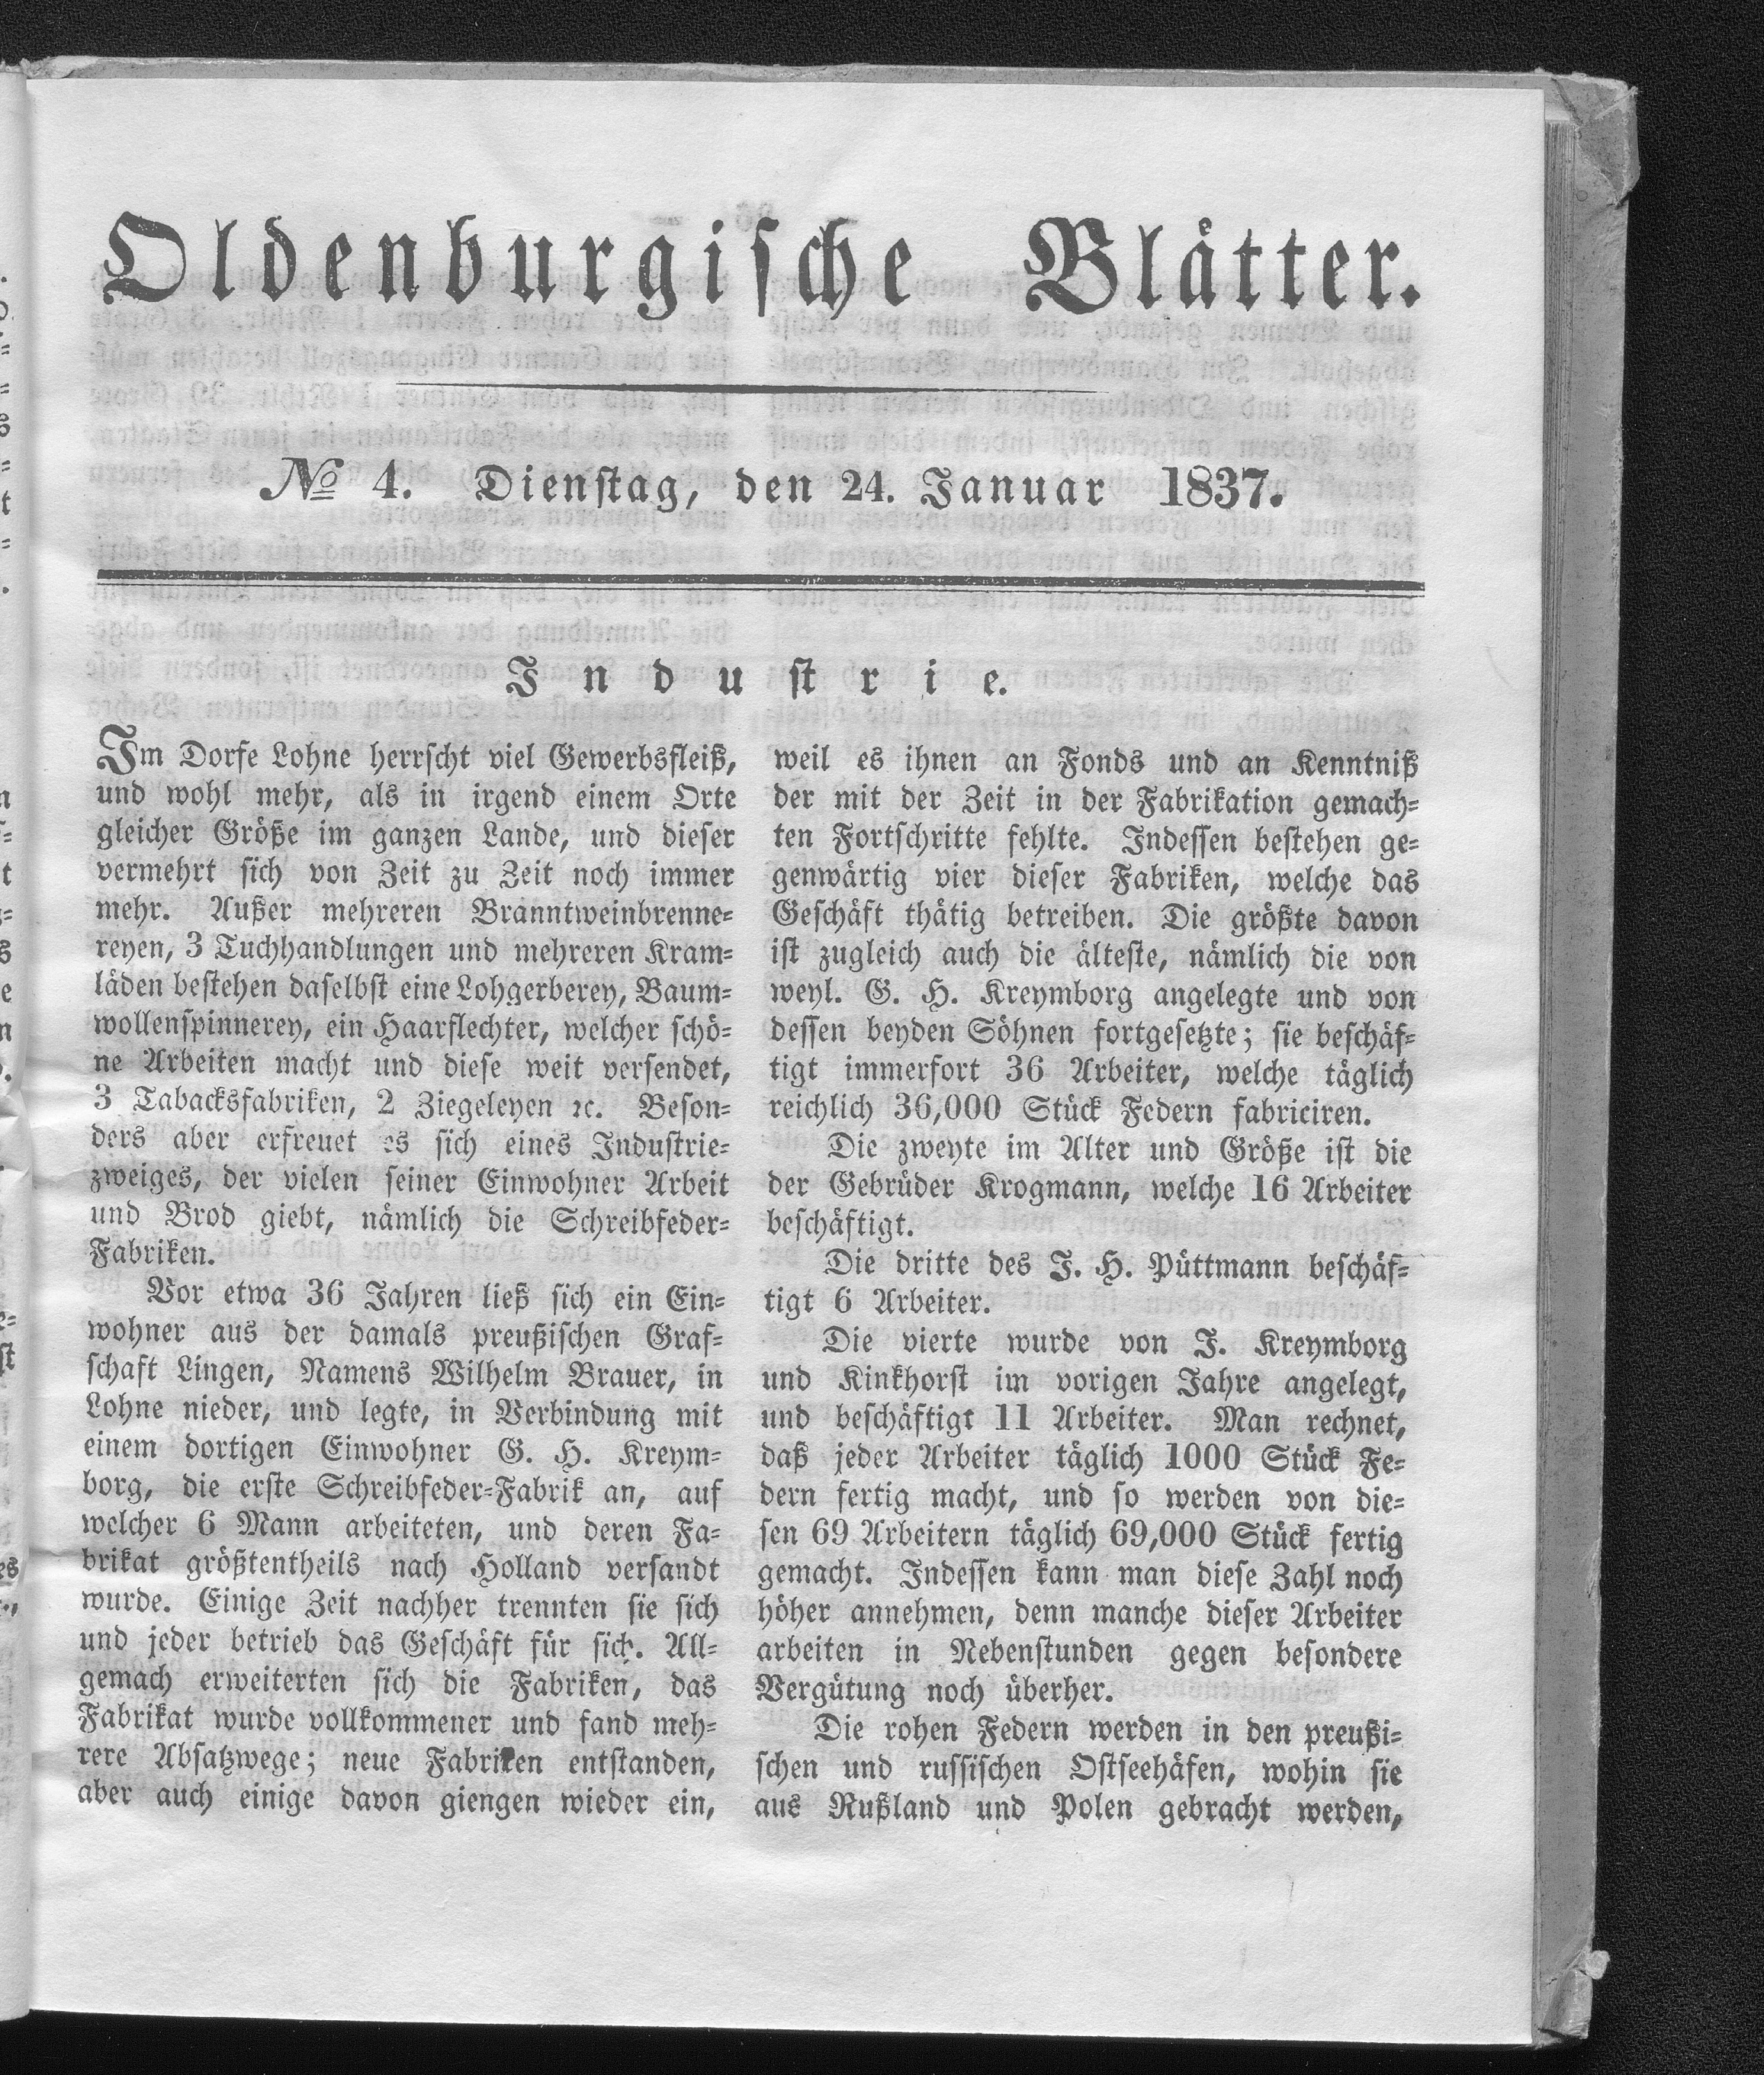 Oldenburgische Blätter.
No 4. Dienstag, den 24. Januar 1837.
Industrie.
Im Dorfe Lohne herrscht viel Gewerbsfleiß,
und wohl mehr, als in irgend einem Orte
gleicher Größe im ganzen Lande, und dieser
vermehrt sich von Zeit zu Zeit noch immer
mehr. Außer mehreren Branntweinbrenne-
reyen, 3 Tuchhandlungen und mehreren Kram-
läden bestehen daselbst eine Lohgerberey, Baum-
wollenspinnerey, ein Haarflechter, welcher schö-
ne Arbeiten macht und diese weit versendet,
3 Tabacksfabriken, 2 Ziegeleyen ꝛc. Beson-
ders aber erfreuet es sich eines Industrie-
zweiges, der vielen seiner Einwohner Arbeit
und Brod giebt, nämlich die Schreibfeder-
Fabriken.
Vor etwa 36 Jahren ließ sich ein Ein-
wohner aus der damals preußischen Graf-
schaft Lingen, Namens Wilhelm Brauer, in
Lohne nieder, und legte, in Verbindung mit
einem dortigen Einwohner G. H. Kreym-
borg, die erste Schreibfeder-Fabrik an, auf
welcher 6 Mann arbeiteten, und deren Fa-
brikat größtentheils nach Holland versandt
wurde. Einige Zeit nachher trennten sie sich
und jeder betrieb das Geschäft für sich. All-
gemach erweiterten sich die Fabriken, das
Fabrikat wurde vollkommener und fand meh-
rere Absatzwege; neue Fabriken entstanden,
aber auch einige davon giengen wieder ein,
weil es ihnen an Fonds und an Kenntniß
der mit der Zeit in der Fabrikation gemach-
ten Fortschritte fehlte. Indessen bestehen ge-
genwärtig vier dieser Fabriken, welche das
Geschäft thätig betreiben. Die größte davon
ist zugleich auch die älteste, nämlich die von
weyl. G. H. Kreymborg angelegte und von
dessen beyden Söhnen fortgesetzte; sie beschäf-
tigt immerfort 36 Arbeiter, welche täglich
reichlich 36,000 Stück Federn fabriciren.
Die zweyte im Alter und Größe ist die
der Gebrüder Krogmann, welche 16 Arbeiter
beschäftigt.
Die dritte des J. H. Püttmann beschäf-
tigt 6 Arbeiter.
Die vierte wurde von J. Kreymborg
und Kinkhorst im vorigen Jahre angelegt,
und beschäftigt 11 Arbeiter. Man rechnet,
daß jeder Arbeiter täglich 1000 Stück Fe-
dern fertig macht, und so werden von die-
sen 69 Arbeitern täglich 69,000 Stück fertig
gemacht. Indessen kann man diese Zahl noch
höher annehmen, denn manche dieser Arbeiter
arbeiten in Nebenstunden gegen besondere
Vergütung noch überher.
Die rohen Federn werden in den preußi-
schen und russischen Ostseehäfen, wohin sie
aus Rußland und Polen gebracht werden,